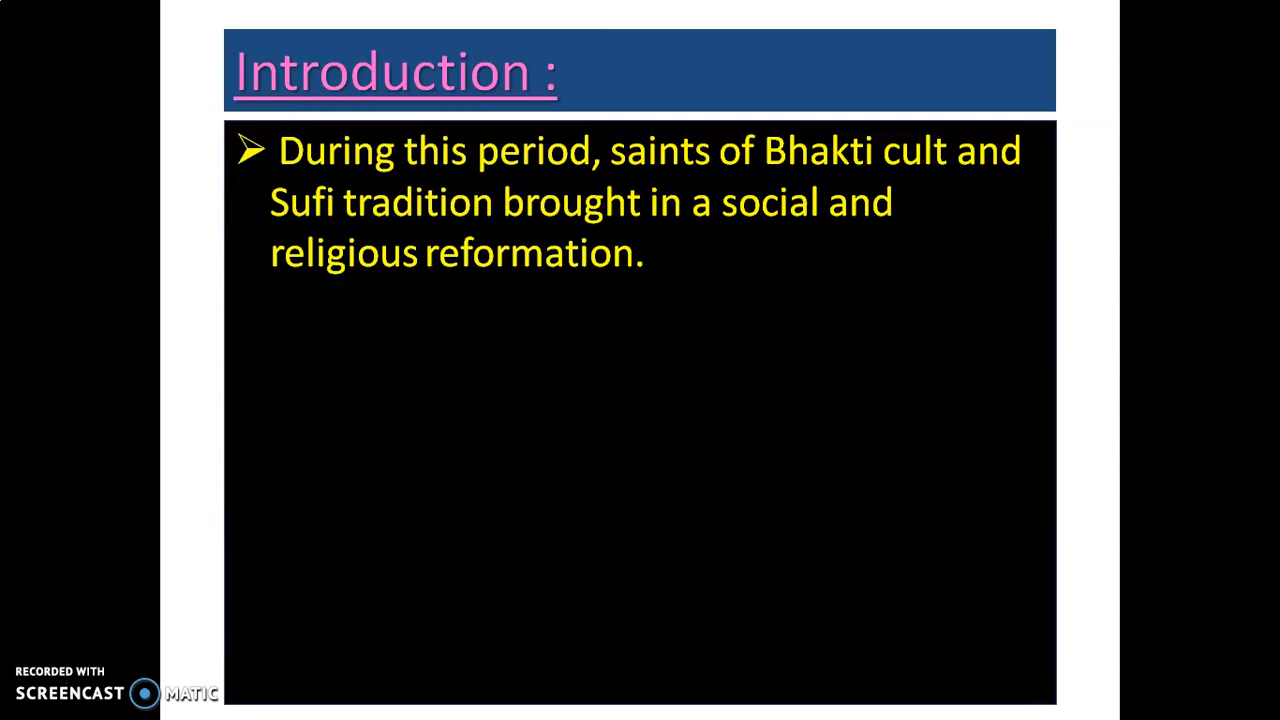 Introduction :
➢ During this period, saints of Bhakti cult and
Sufi tradition brought in a social and
religious reformation.
RECORDED WITH
SCREENCAST MATIC